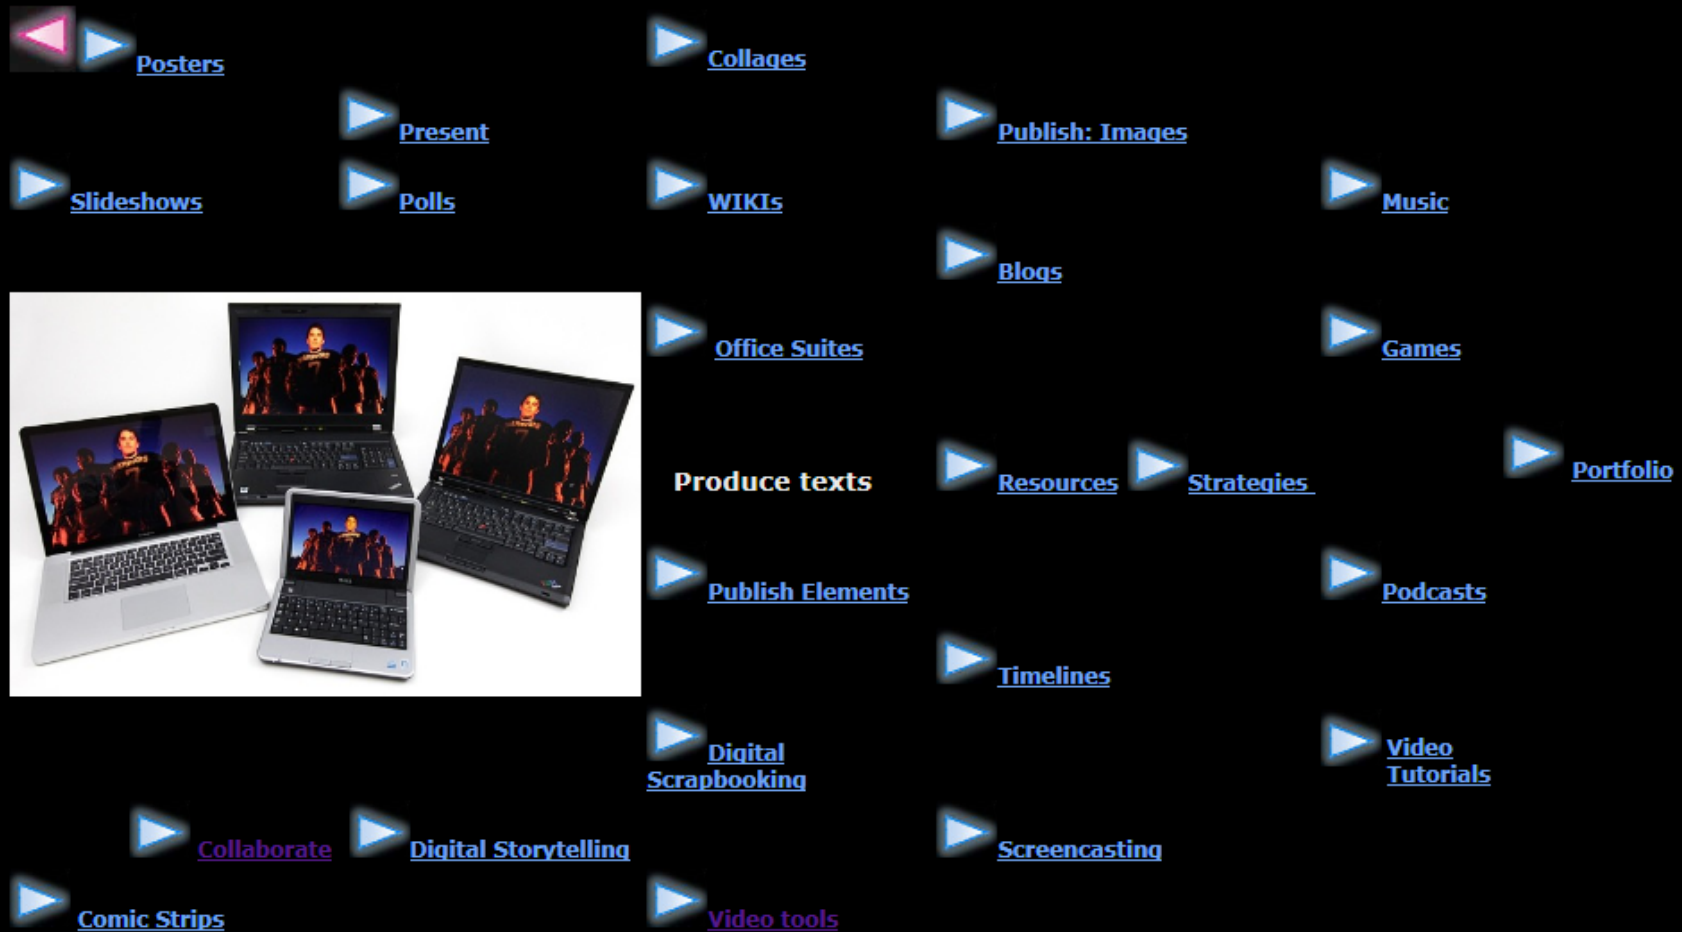 Posters
Collages
Present
Publish: Images
Slideshows
Polls
WIKIs
Music
Blogs
Office Suites
Games
Produce texts
Resources
Strategies
Portfolio
Publish Elements
Podcasts
Timelines
Digital
Scrapbooking
Video
Tutorials
Collaborate
Digital Storytelling
Screencasting
Comic Strips
Video tools